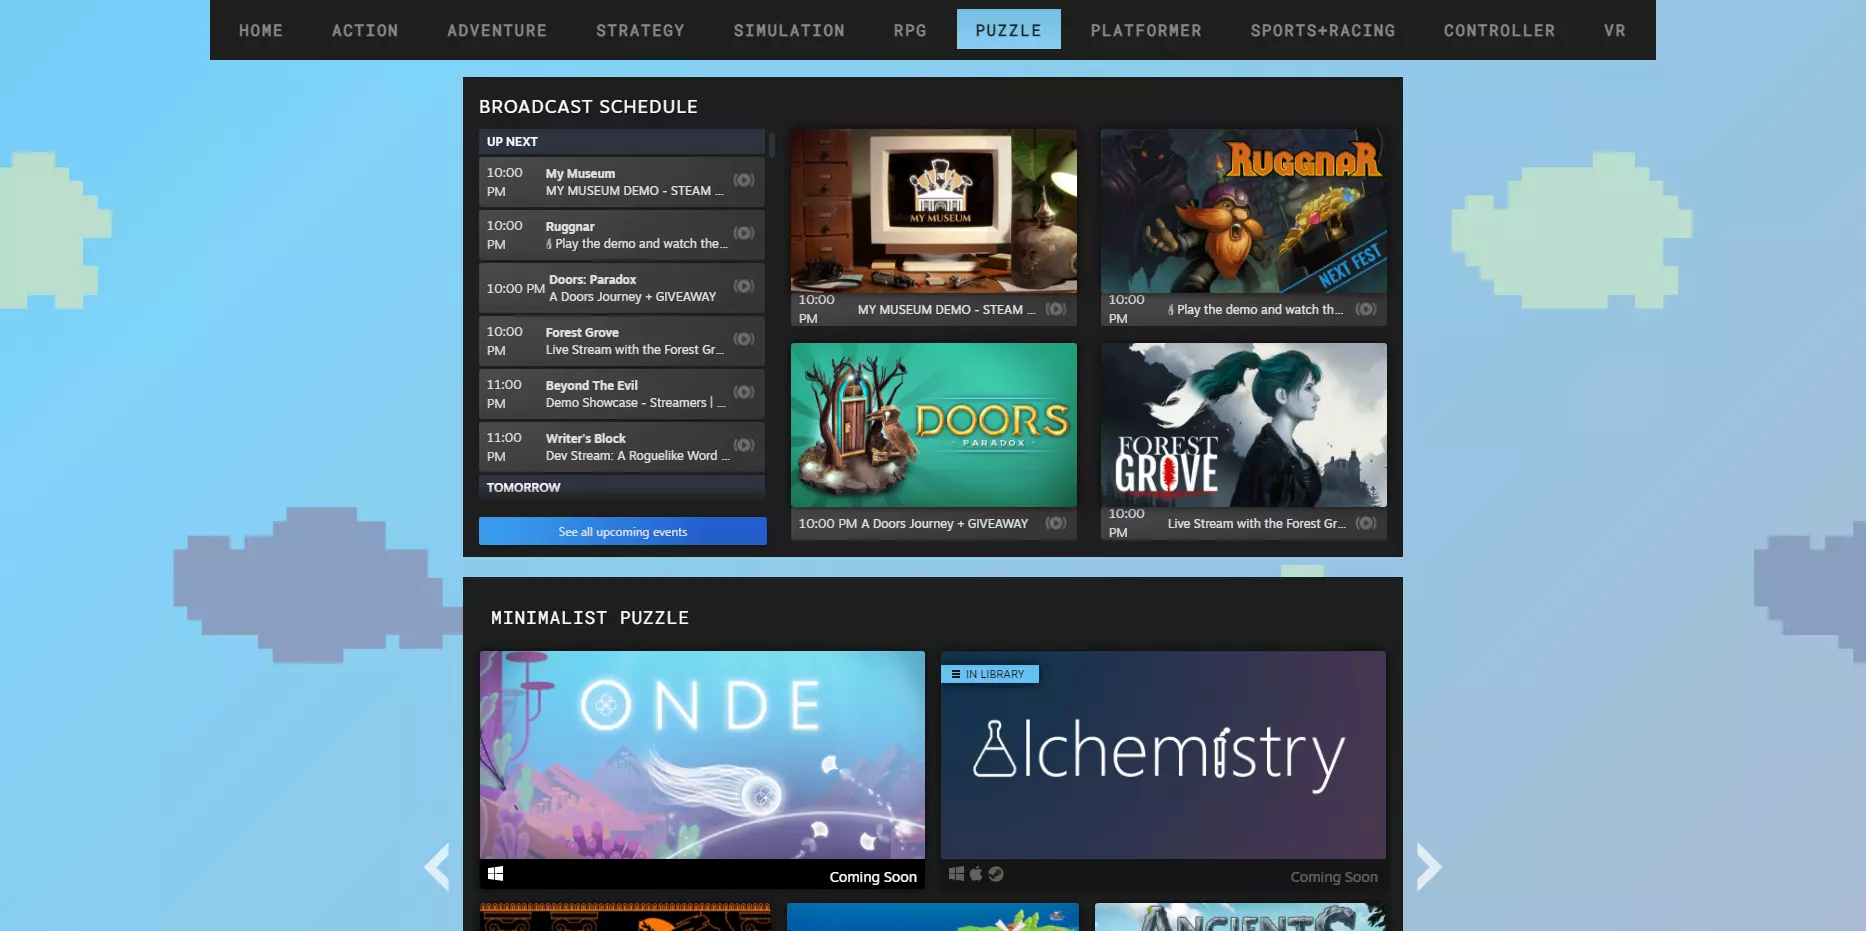 HOME ACTION ADVENTURE STRATEGY SIMULATION RPG PUZZLE PLATFORMER SPORTS+RACING CONTROLLER VR
BROADCAST SCHEDULE
UP NEXT
10:00 PM
My Museum
MY MUSEUM DEMO - STEAM ...
10:00 PM
Ruggnar
Play the demo and watch the...
10:00 PM
Doors: Paradox
A Doors Journey + GIVEAWAY
10:00 PM
Forest Grove
Live Stream with the Forest Gr...
11:00 PM
Beyond The Evil
Demo Showcase - Streamers | ...
11:00 PM
Writer's Block
Dev Stream: A Roguelike Word ...
TOMORROW
See all upcoming events
MY MUSEUM
10:00 PM
MY MUSEUM DEMO - STEAM ...
RUGGNAR
NEXT FEST
10:00 PM
Play the demo and watch th...
DOORS
- PARADOX -
10:00 PM A Doors Journey + GIVEAWAY
FOREST
GROVE
10:00 PM
Live Stream with the Forest Gr...
MINIMALIST PUZZLE
ONDE
Coming Soon
IN LIBRARY
Alchemistry
Coming Soon
ANCIENTS